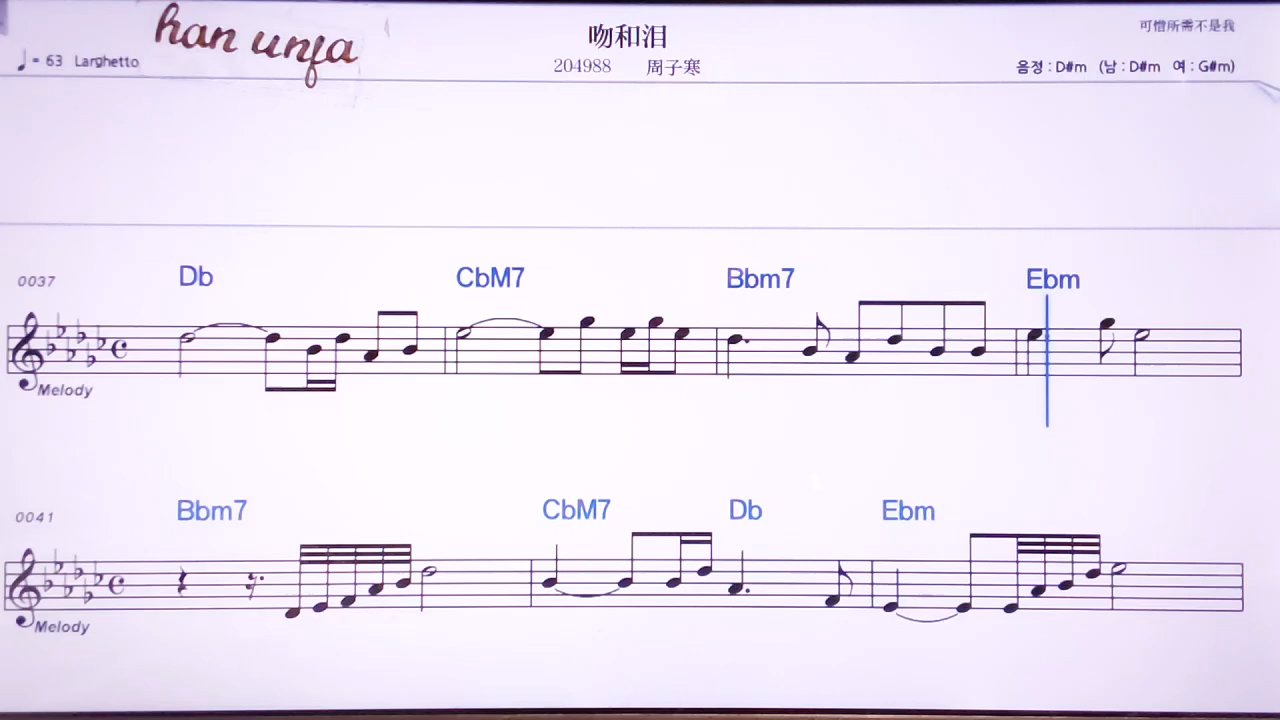 han unja
♩= 63 Larghetto
吻和泪
204988 周子寒
可憎所需不是我
음정 : D#m (남 : D#m 여 : G#m)
0037
Db CbM7 Bbm7 Ebm
Melody
0041
Bbm7 CbM7 Db Ebm
Melody